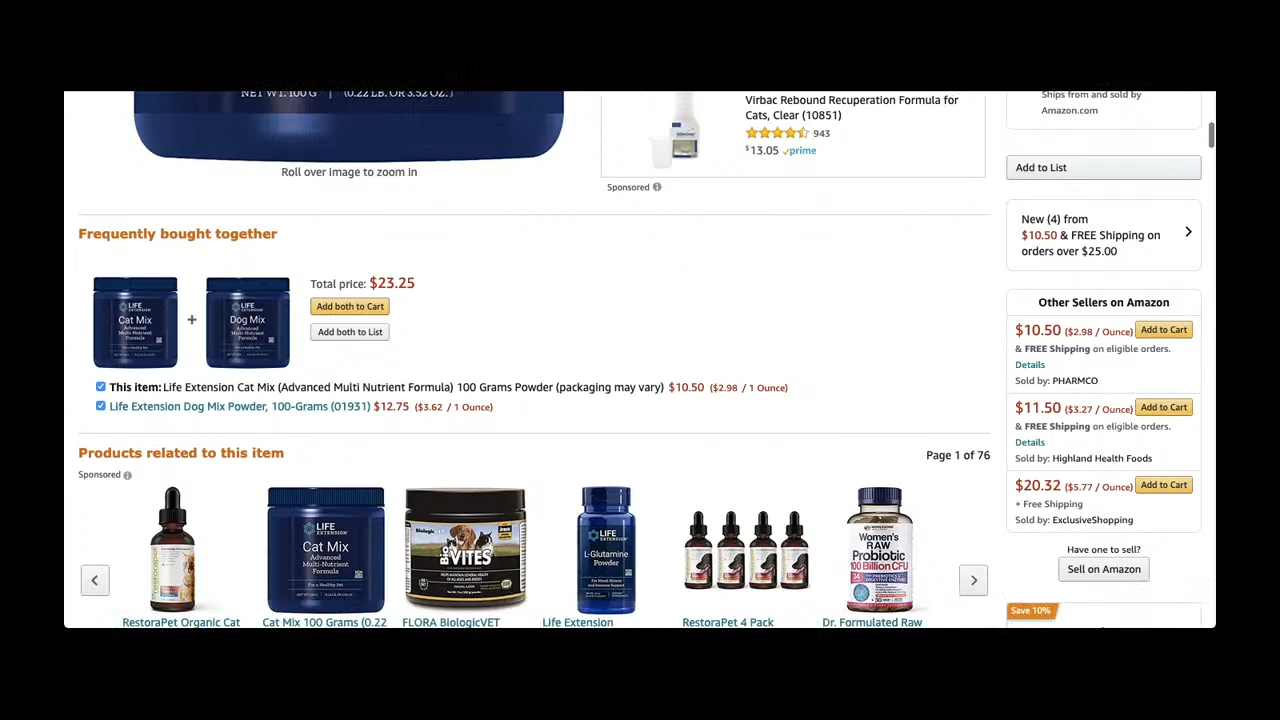 NET WT. 100 G | (0.22 LB. OR 3.52 OZ.)
Roll over image to zoom in
Virbac Rebound Recuperation Formula for
Cats, Clear (10851)
943
$13.05 prime
Sponsored
Ships from and sold by
Amazon.com
Add to List
New (4) from
$10.50 & FREE Shipping on
orders over $25.00
Frequently bought together
LIFE EXTENSION
Cat Mix
Advanced
Multi-Nutrient
Formula
+
LIFE EXTENSION
Dog Mix
Advanced
Multi-Nutrient
Formula
Total price: $23.25
Add both to Cart
Add both to List
This item: Life Extension Cat Mix (Advanced Multi Nutrient Formula) 100 Grams Powder (packaging may vary) $10.50 ($2.98 / 1 Ounce)
Life Extension Dog Mix Powder, 100-Grams (01931) $12.75 ($3.62 / 1 Ounce)
Other Sellers on Amazon
$10.50 ($2.98 / Ounce) Add to Cart
& FREE Shipping on eligible orders.
Details
Sold by: PHARMCO
$11.50 ($3.27 / Ounce) Add to Cart
& FREE Shipping on eligible orders.
Details
Sold by: Highland Health Foods
$20.32 ($5.77 / Ounce) Add to Cart
+ Free Shipping
Sold by: ExclusiveShopping
Have one to sell?
Sell on Amazon
Save 10%
Products related to this item
Page 1 of 76
Sponsored
LIFE
EXTENSION
Cat Mix
Advanced
Multi-Nutrient
Formula
For a Healthy Pet
VITES
LIFE
EXTENSION
L-Glutamine
Powder
Women's
RAW
Probiotic
100 Billion CFU
RestoraPet Organic Cat
Cat Mix 100 Grams (0.22
FLORA BiologicVET
Life Extension
RestoraPet 4 Pack
Dr. Formulated Raw